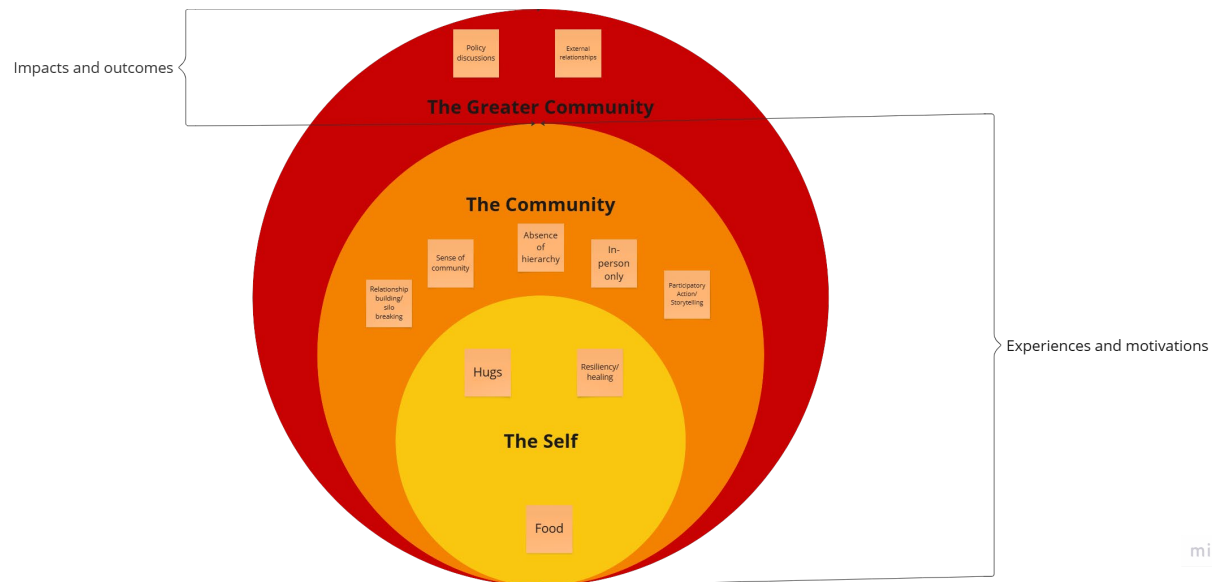 Policy
discussions
External
relationships
Impacts and outcomes
The Greater Community
The Community
Absence
of
hierarchy
Sense of
community
In-
person
only
Relationship
building/
silo
breaking
Participatory
Action/
Storytelling
Experiences and motivations
Hugs
Resiliency/
healing
The Self
Food
mi